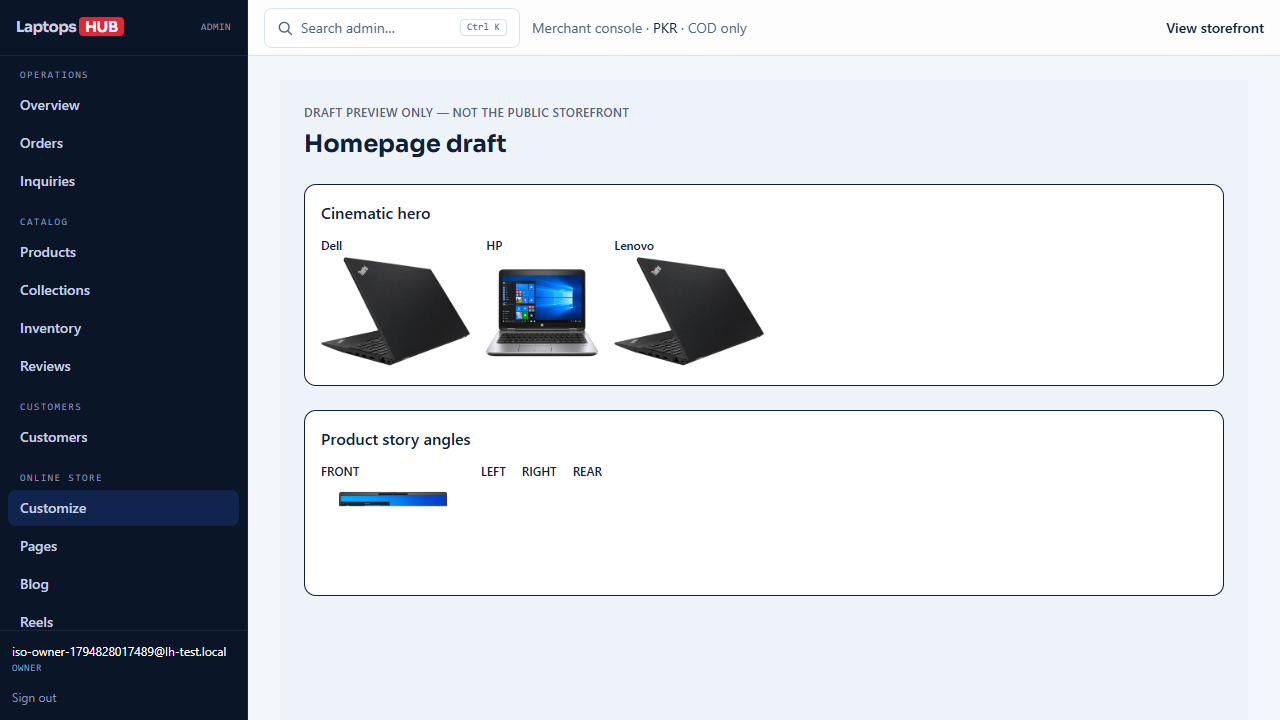 Laptops HUB
ADMIN
Search admin...
Ctrl K
Merchant console · PKR · COD only
View storefront
OPERATIONS
Overview
Orders
Inquiries
CATALOG
Products
Collections
Inventory
Reviews
CUSTOMERS
Customers
ONLINE STORE
Customize
Pages
Blog
Reels
iso-owner-1794828017489@lh-test.local
OWNER
Sign out
DRAFT PREVIEW ONLY — NOT THE PUBLIC STOREFRONT
Homepage draft
Cinematic hero
Dell
HP
Lenovo
Product story angles
FRONT
LEFT
RIGHT
REAR